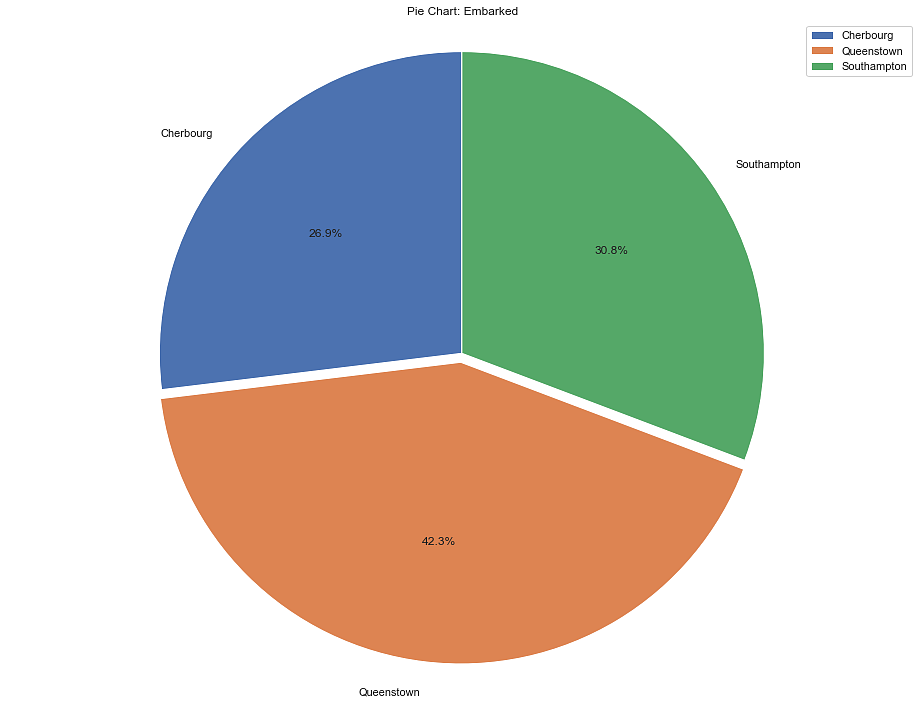 Pie Chart: Embarked
Cherbourg
Queenstown
Southampton
Cherbourg
Southampton
26.9%
30.8%
42.3%
Queenstown